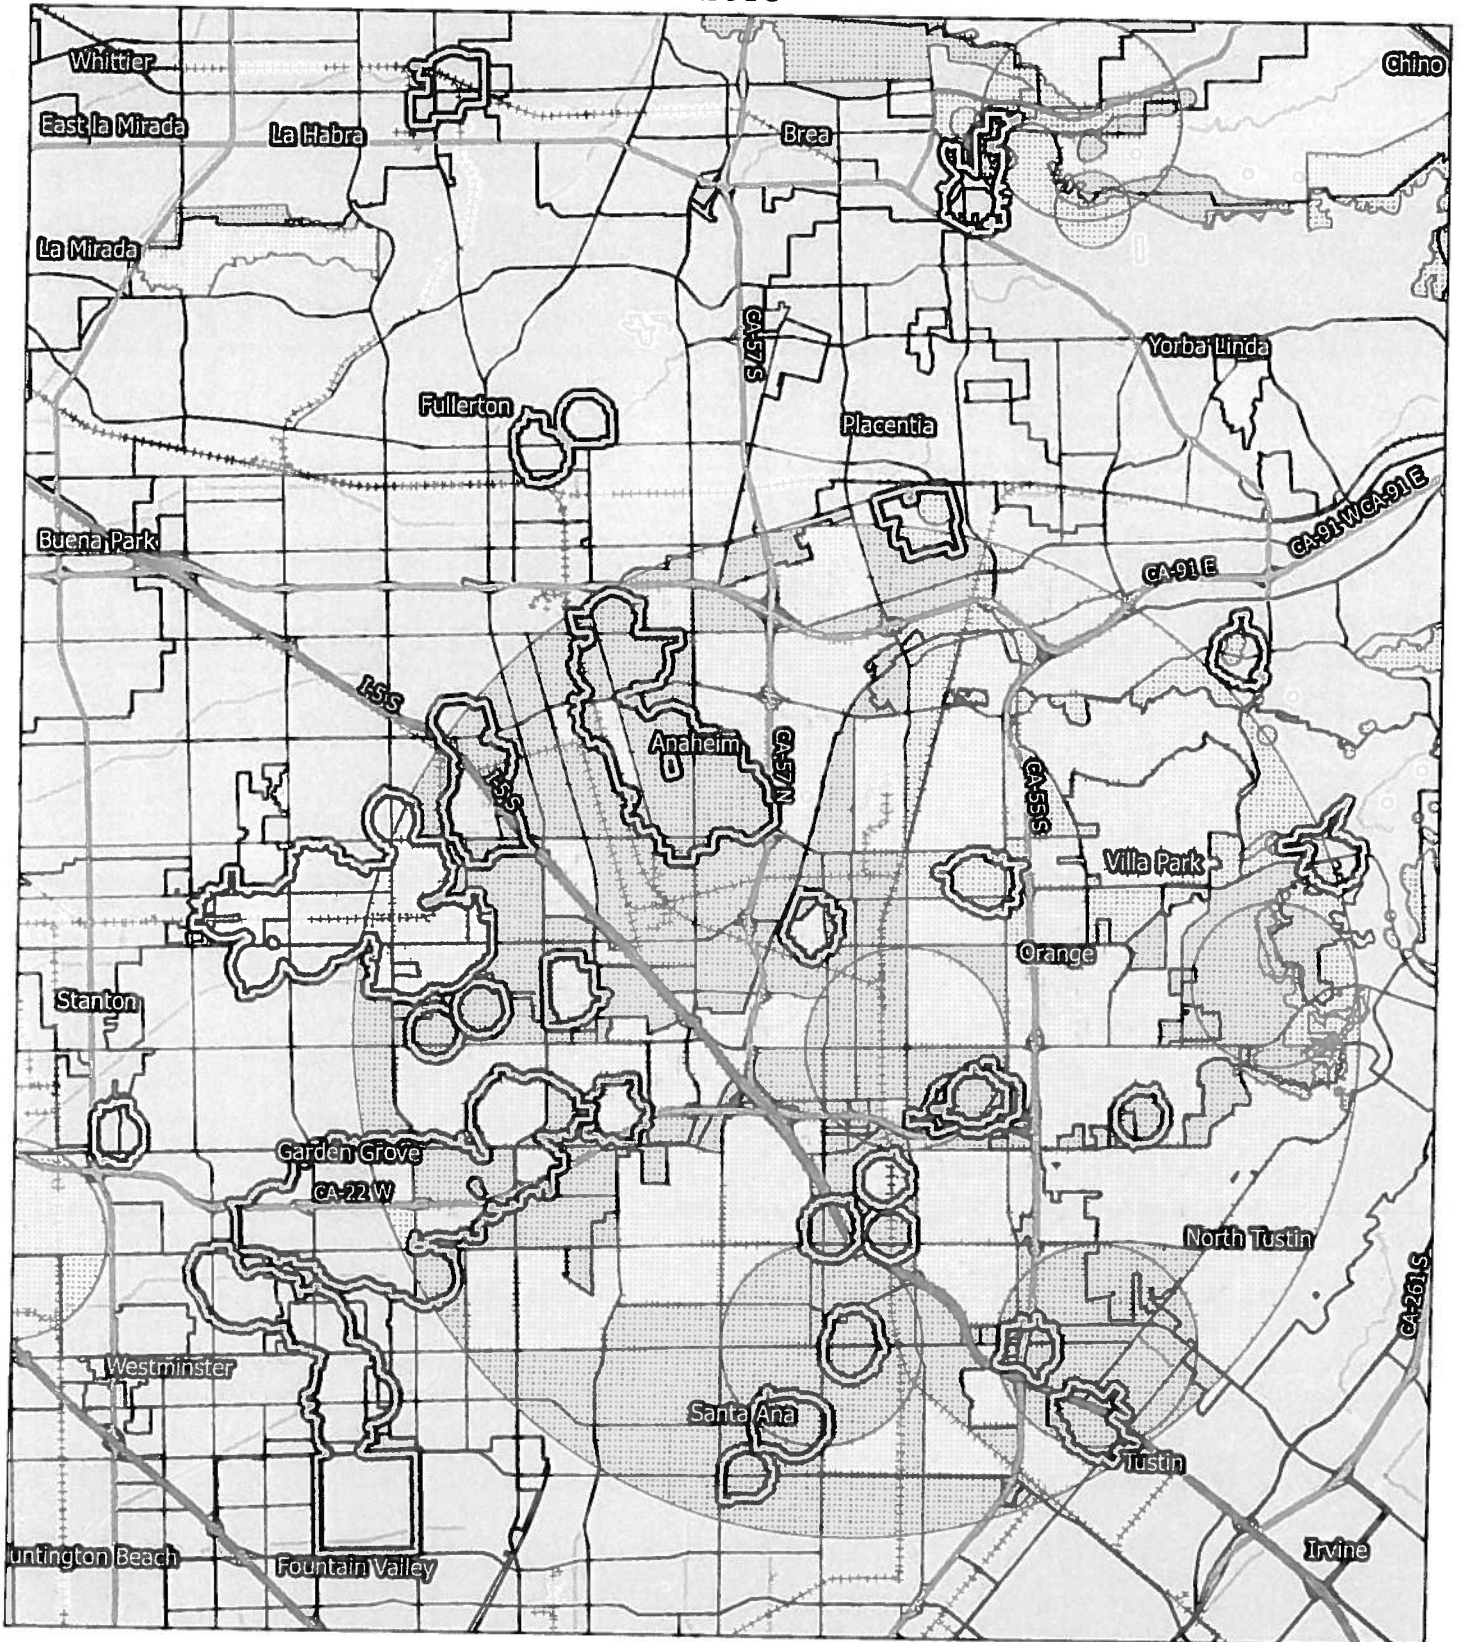 Whittier
Chino
East la Mirada
La Habra
Brea
La Mirada
CA-57 S
Yorba Linda
Fullerton
Placentia
Buena Park
CA-91 W CA-91 E
CA-91 E
I-5 S
Anaheim
CA-57 N
I-5 S
CA-55 S
Villa Park
Orange
Stanton
Garden Grove
CA-22 W
North Tustin
CA-261 S
Westminster
Santa Ana
Tustin
Irvine
untington Beach
Fountain Valley